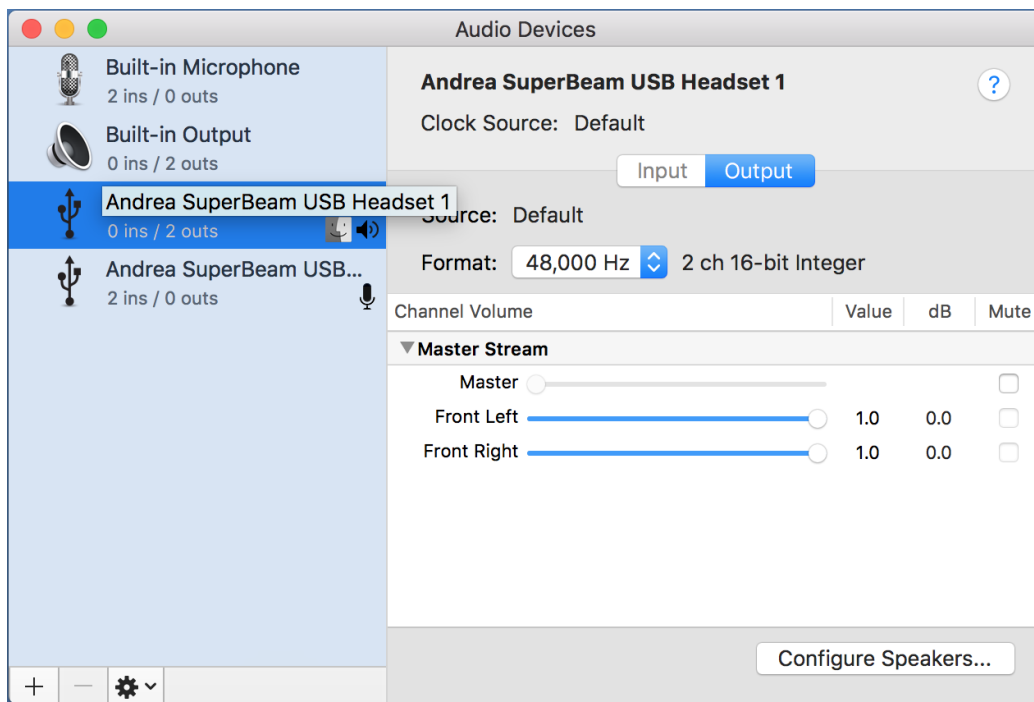 Audio Devices
Built-in Microphone
2 ins / 0 outs
Built-in Output
0 ins / 2 outs
Andrea SuperBeam USB Headset 1
0 ins / 2 outs
Andrea SuperBeam USB...
2 ins / 0 outs
Andrea SuperBeam USB Headset 1
?
Clock Source: Default
Input Output
Source: Default
Format: 48,000 Hz 2 ch 16-bit Integer
Channel Volume Value dB Mute
Master Stream
Master
Front Left 1.0 0.0
Front Right 1.0 0.0
Configure Speakers...